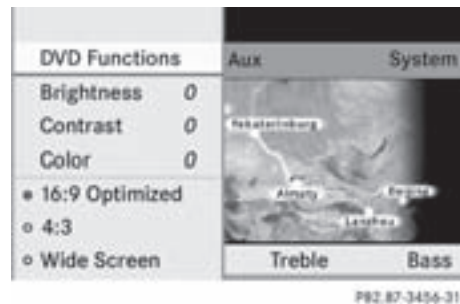 DVD Functions
Aux System
Brightness 0
Contrast 0
Color 0
16:9 Optimized
4:3
Wide Screen
Almaty
Beijing
Lanzhou
Treble Bass
P82.87-3456-31